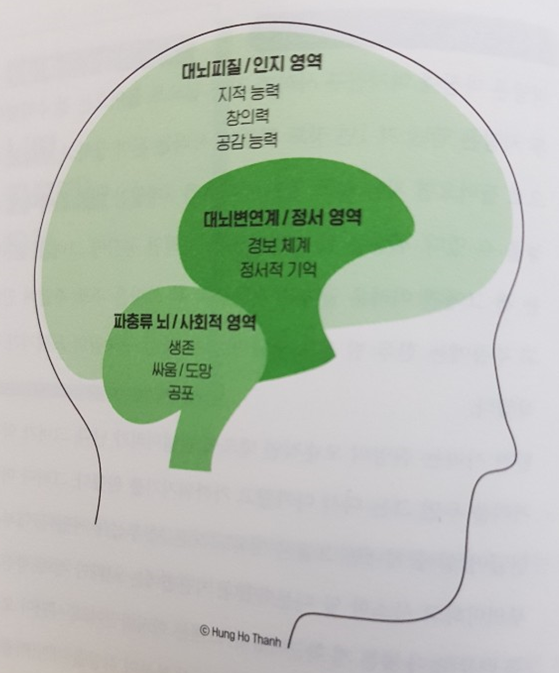 대뇌피질 / 인지 영역
지적 능력
창의력
공감 능력
대뇌변연계 / 정서 영역
경보 체계
정서적 기억
파충류 뇌 / 사회적 영역
생존
싸움 / 도망
공포
© Hung Ho Thanh